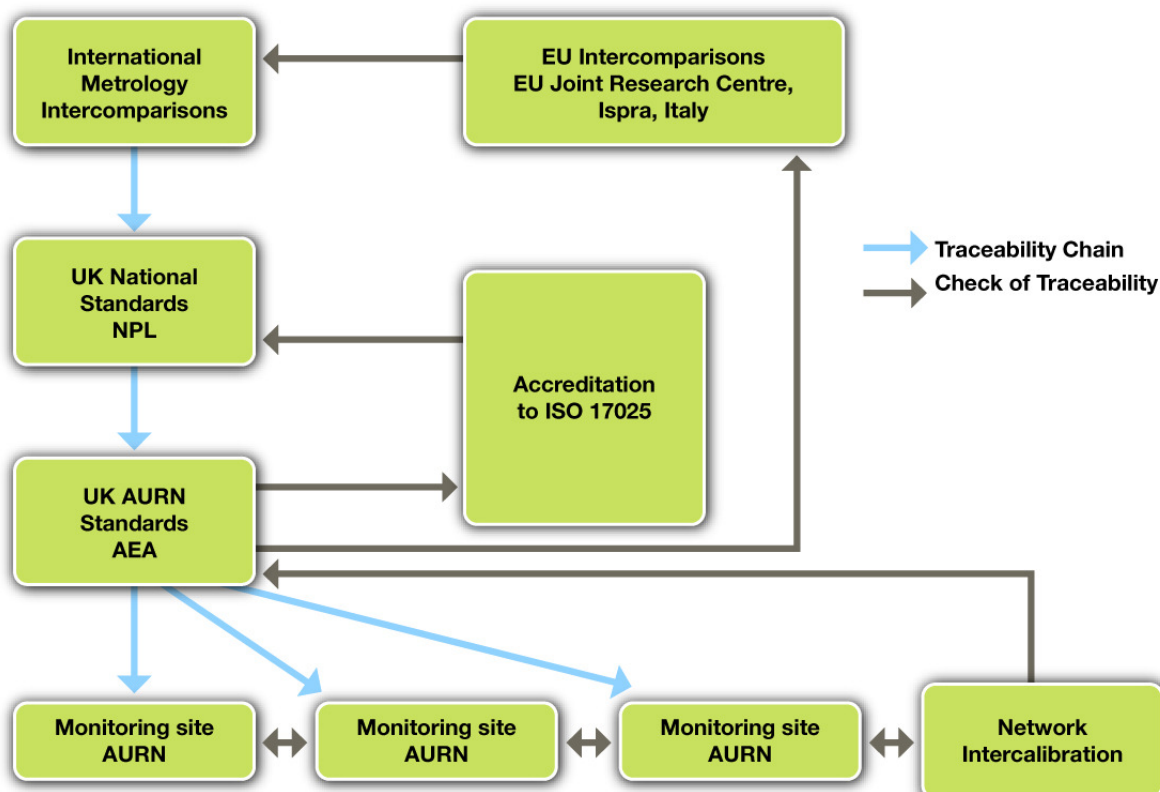 International
Metrology
Intercomparisons
EU Intercomparisons
EU Joint Research Centre,
Ispra, Italy
Traceability Chain
Check of Traceability
UK National
Standards
NPL
Accreditation
to ISO 17025
UK AURN
Standards
AEA
Monitoring site
AURN
Monitoring site
AURN
Monitoring site
AURN
Network
Intercalibration